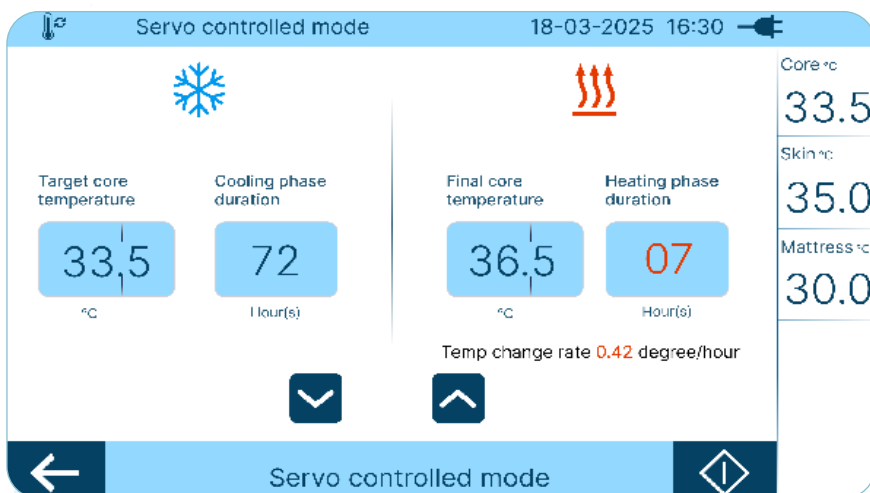 Servo controlled mode 18-03-2025 16:30
Core °C
33.5
Skin °C
35.0
Mattress °C
30.0
Target core temperature
33.5
°C
Cooling phase duration
72
Hour(s)
Final core temperature
36.5
°C
Heating phase duration
07
Hour(s)
Temp change rate 0.42 degree/hour
Servo controlled mode